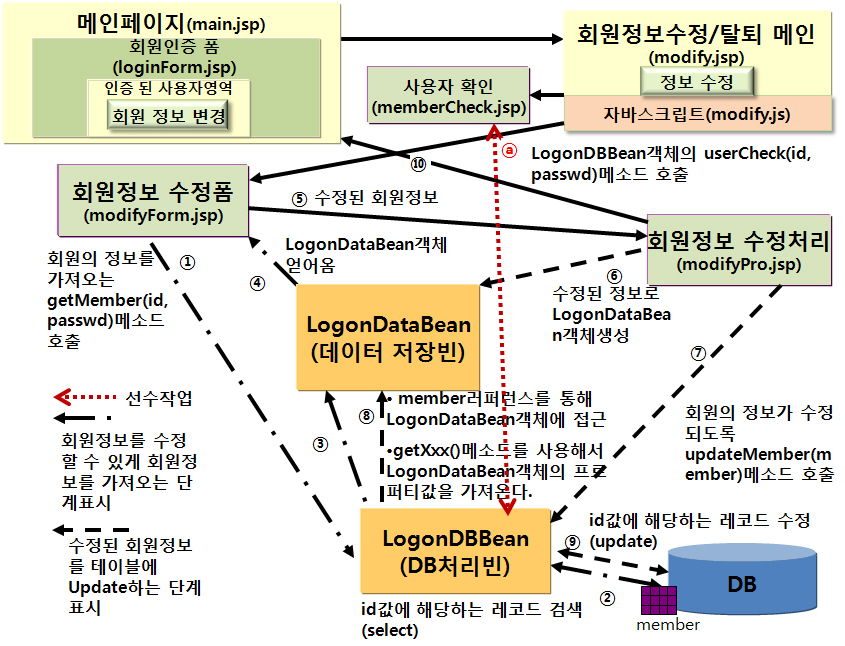 메인페이지(main.jsp)
회원인증 폼
(loginForm.jsp)
인증 된 사용자영역
회원 정보 변경
회원정보수정/탈퇴 메인
(modify.jsp)
정보 수정
자바스크립트(modify.js)
사용자 확인
(memberCheck.jsp)
ⓐ
LogonDBBean객체의 userCheck(id,
passwd)메소드 호출
⑩
회원정보 수정폼
(modifyForm.jsp)
⑤ 수정된 회원정보
회원정보 수정처리
(modifyPro.jsp)
회원의 정보를
가져오는
getMember(id,
passwd)메소드
호출
①
④
LogonDataBean객체
얻어옴
⑥
수정된 정보로
LogonDataBea
n객체생성
LogonDataBean
(데이터 저장빈)
⑦
선수작업
회원정보를 수정
할 수 있게 회원정
보를 가져오는 단
계표시
수정된 회원정보
를 테이블에
Update하는 단계
표시
③
⑧
• member러퍼런스를 통해
LogonDataBean객체에 접근
•getXxx()메소드를 사용해서
LogonDataBean객체의 프로
퍼티값을 가져온다.
회원의 정보가 수정
되도록
updateMember(m
ember)메소드 호출
LogonDBBean
(DB처리빈)
id값에 해당하는 레코드 수정
(update)
⑨
②
DB
member
id값에 해당하는 레코드 검색
(select)